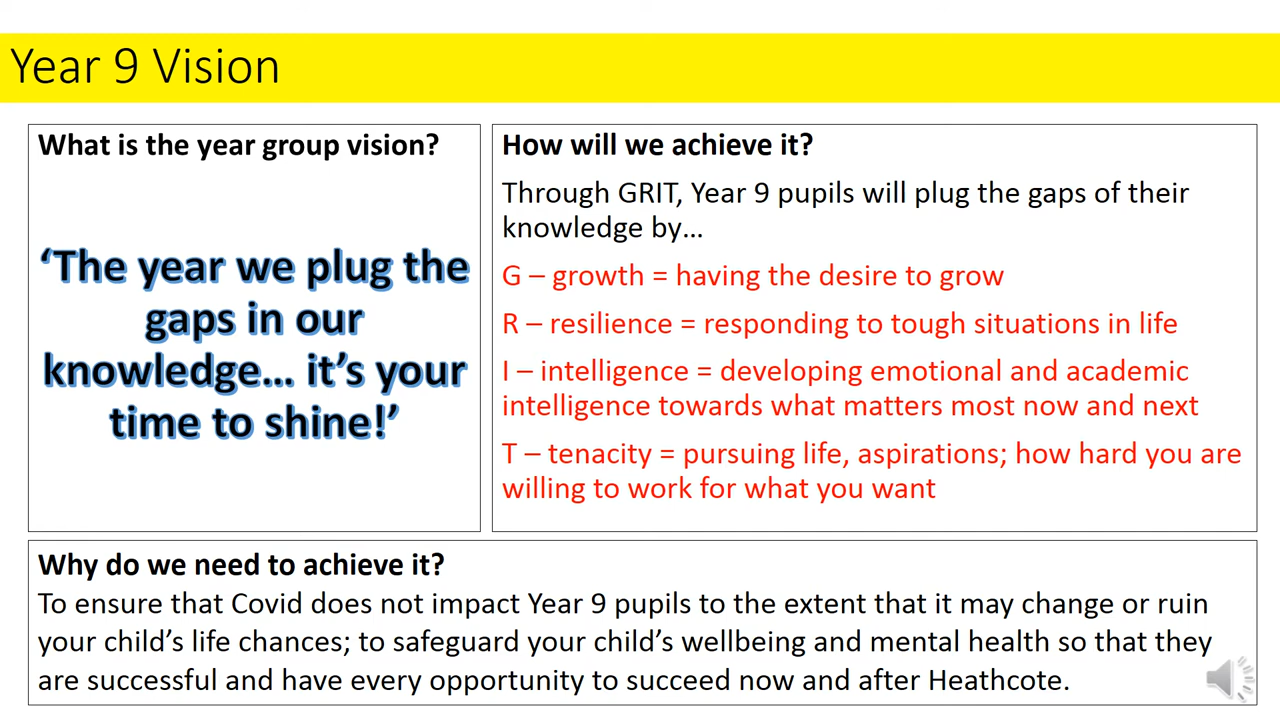 Year 9 Vision
What is the year group vision?
‘The year we plug the
gaps in our
knowledge… it’s your
time to shine!’
How will we achieve it?
Through GRIT, Year 9 pupils will plug the gaps of their
knowledge by…
G – growth = having the desire to grow
R – resilience = responding to tough situations in life
I – intelligence = developing emotional and academic
intelligence towards what matters most now and next
T – tenacity = pursuing life, aspirations; how hard you are
willing to work for what you want
Why do we need to achieve it?
To ensure that Covid does not impact Year 9 pupils to the extent that it may change or ruin
your child’s life chances; to safeguard your child’s wellbeing and mental health so that they
are successful and have every opportunity to succeed now and after Heathcote.